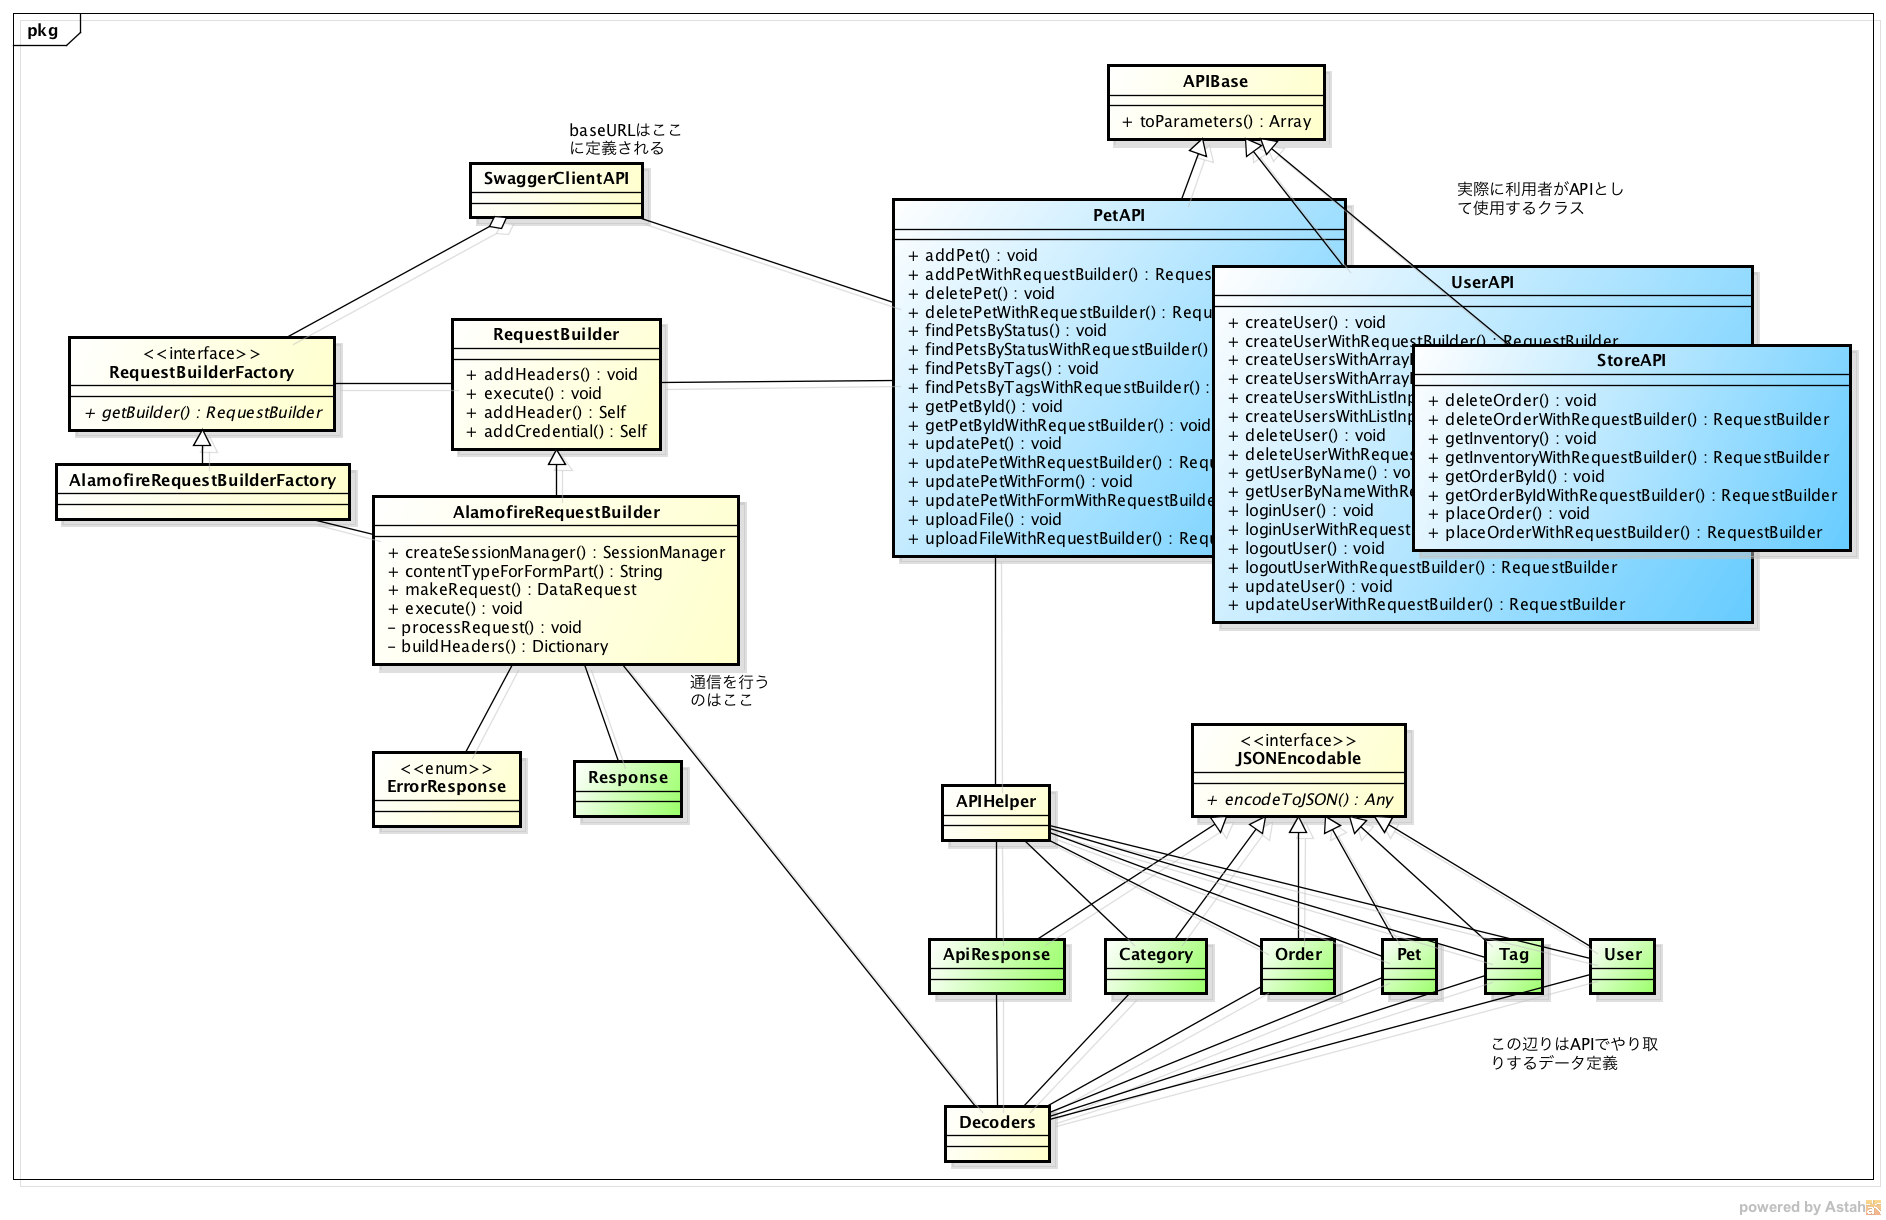 pkg
APIBase
+ toParameters() : Array
baseURLはここ
に定義される
SwaggerClientAPI
実際に利用者がAPIとし
て使用するクラス
PetAPI
+ addPet() : void
+ addPetWithRequestBuilder() : Reques
+ deletePet() : void
+ deletePetWithRequestBuilder() : Requ
+ findPetsByStatus() : void
+ findPetsByStatusWithRequestBuilder()
+ findPetsByTags() : void
+ findPetsByTagsWithRequestBuilder() :
+ getPetById() : void
+ getPetByIdWithRequestBuilder() : void
+ updatePet() : void
+ updatePetWithRequestBuilder() : Requ
+ updatePetWithForm() : void
+ updatePetWithFormWithRequestBuilde
+ uploadFile() : void
+ uploadFileWithRequestBuilder() : Requ
UserAPI
+ createUser() : void
+ createUserWithRequestBuilder() : RequestBuilder
+ createUsersWithArray
+ createUsersWithArray
+ createUsersWithListInp
+ createUsersWithListInp
+ deleteUser() : void
+ deleteUserWithReques
+ getUserByName() : vo
+ getUserByNameWithRe
+ loginUser() : void
+ loginUserWithRequest
+ logoutUser() : void
+ logoutUserWithRequestBuilder() : RequestBuilder
+ updateUser() : void
+ updateUserWithRequestBuilder() : RequestBuilder
StoreAPI
+ deleteOrder() : void
+ deleteOrderWithRequestBuilder() : RequestBuilder
+ getInventory() : void
+ getInventoryWithRequestBuilder() : RequestBuilder
+ getOrderById() : void
+ getOrderByIdWithRequestBuilder() : RequestBuilder
+ placeOrder() : void
+ placeOrderWithRequestBuilder() : RequestBuilder
<<interface>>
RequestBuilderFactory
+ getBuilder() : RequestBuilder
RequestBuilder
+ addHeaders() : void
+ execute() : void
+ addHeader() : Self
+ addCredential() : Self
AlamofireRequestBuilderFactory
AlamofireRequestBuilder
+ createSessionManager() : SessionManager
+ contentTypeForFormPart() : String
+ makeRequest() : DataRequest
+ execute() : void
- processRequest() : void
- buildHeaders() : Dictionary
通信を行う
のはここ
<<enum>>
ErrorResponse
Response
<<interface>>
JSONEncodable
+ encodeToJSON() : Any
APIHelper
ApiResponse
Category
Order
Pet
Tag
User
この辺りはAPIでやり取
りするデータ定義
Decoders
powered by Astah